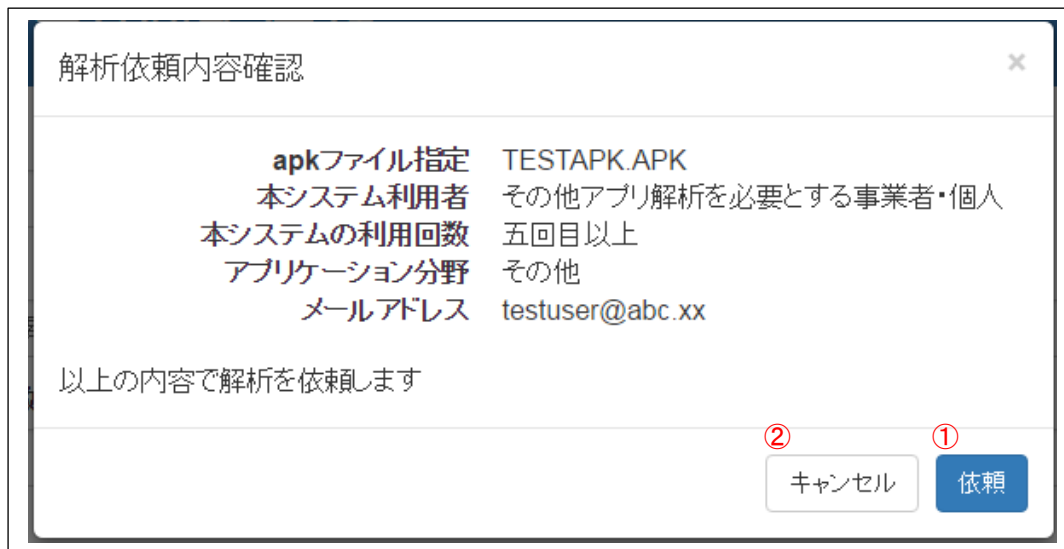 解析依頼内容確認 ×
apkファイル指定 TESTAPK.APK
本システム利用者 その他アプリ解析を必要とする事業者・個人
本システムの利用回数 五回目以上
アプリケーション分野 その他
メールアドレス testuser@abc.xx
以上の内容で解析を依頼します
② ①
キャンセル 依頼